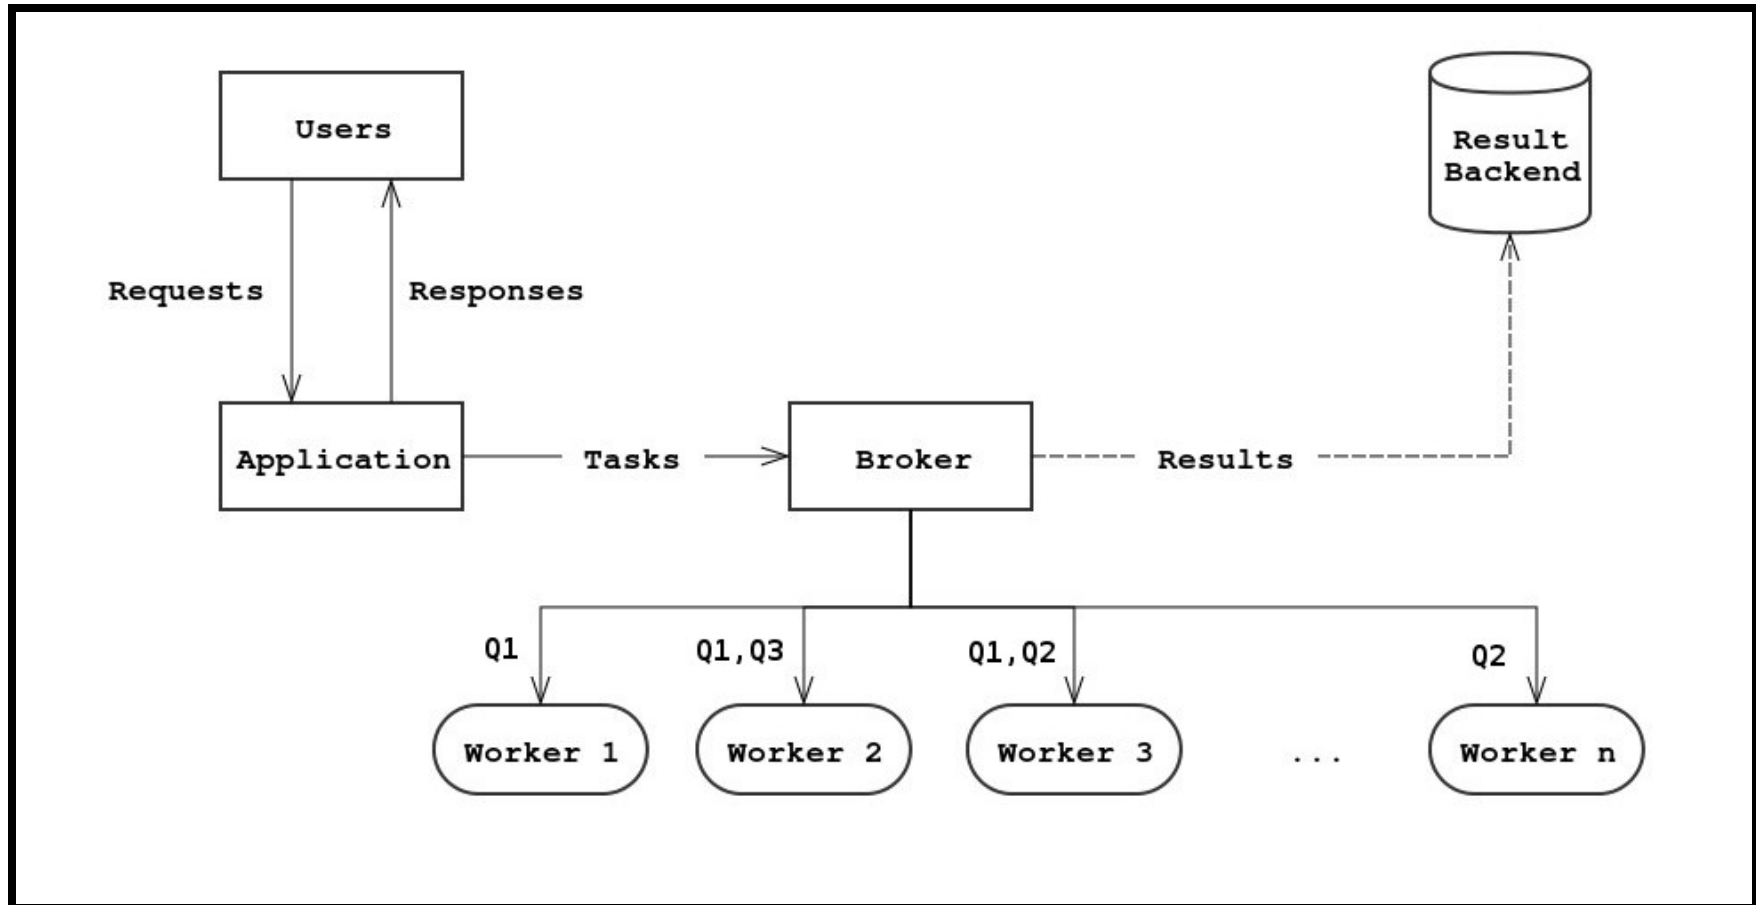 Users
Result
Backend
Requests
Responses
Application
Tasks
Broker
Results
Q1
Q1,Q3
Q1,Q2
Q2
Worker 1
Worker 2
Worker 3
...
Worker n